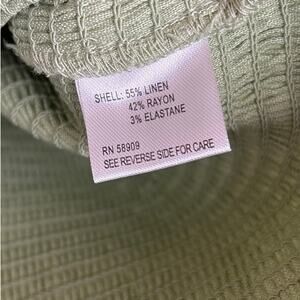 SHELL: 55% LINEN
42% RAYON
3% ELASTANE
RN 58909
SEE REVERSE SIDE FOR CARE